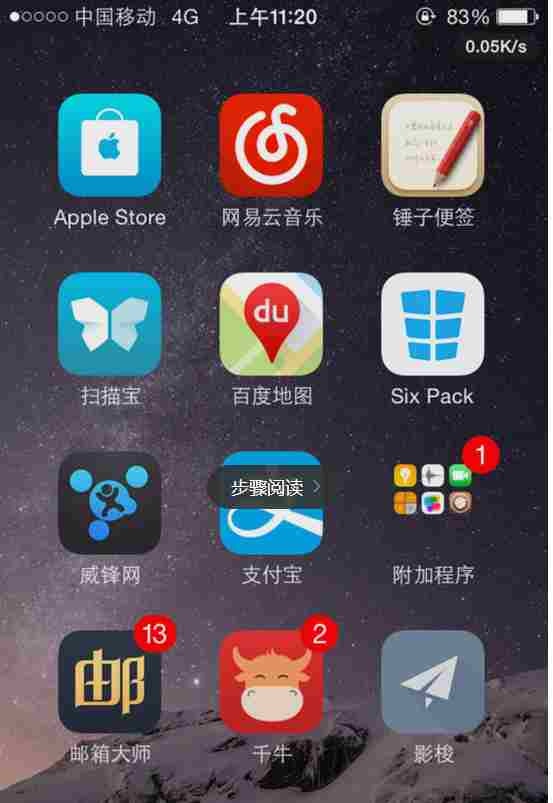 中国移动 4G 上午11:20 83%
0.05K/s
Apple Store 网易云音乐 锤子便签
du
扫描宝 百度地图 Six Pack
1
步骤阅读
威锋网 支付宝 附加程序
13 2
邮
邮箱大师 千牛 影梭